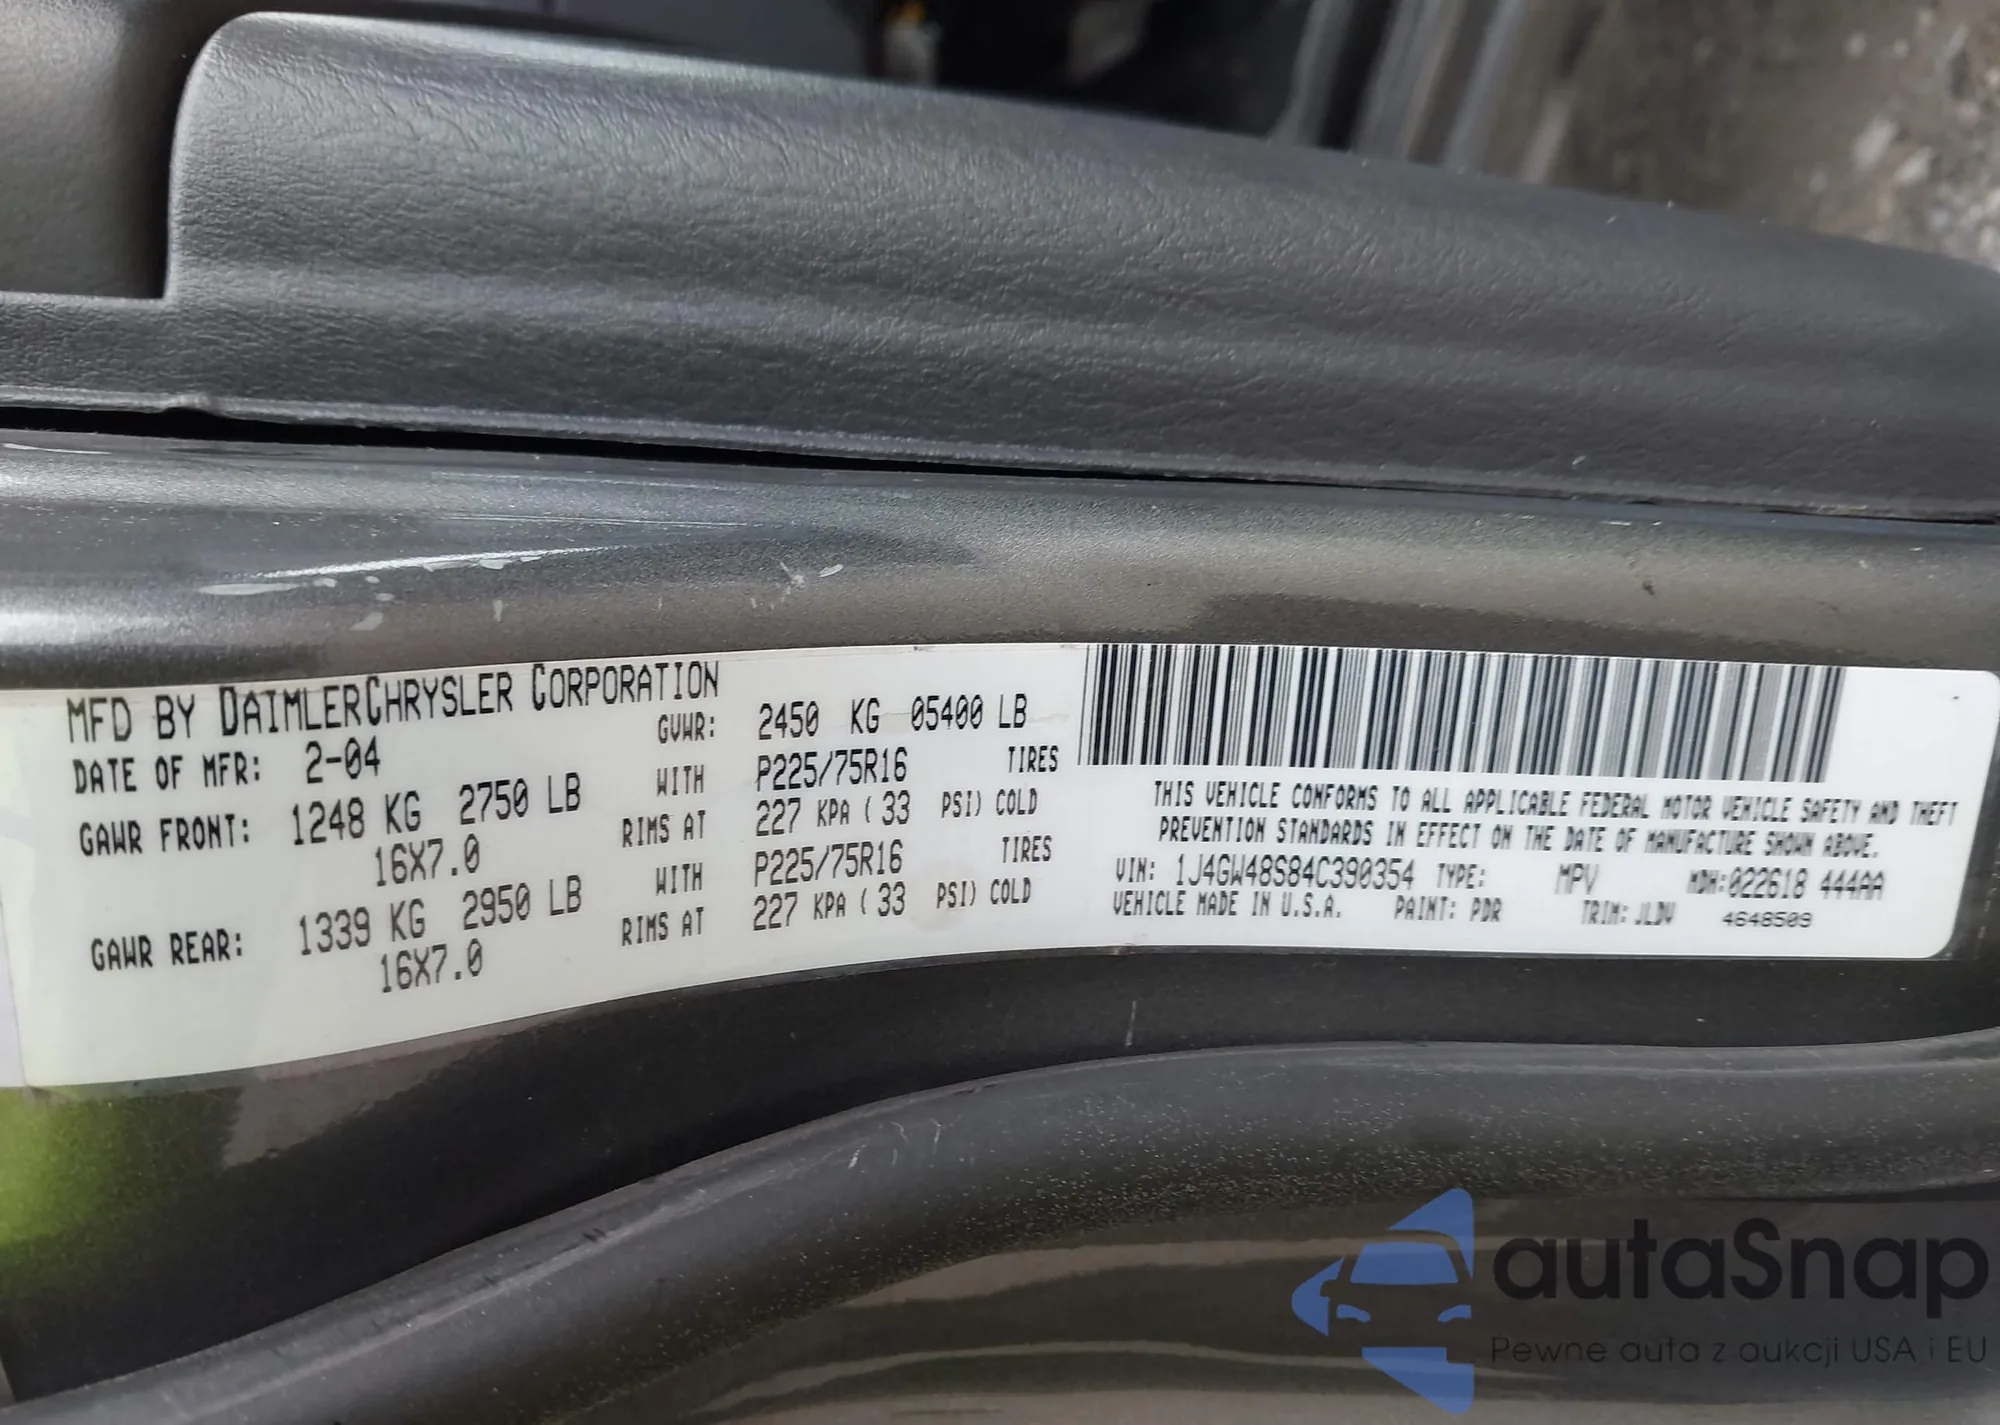 MFD BY DAIMLERCHRYSLER CORPORATION
DATE OF MFR: 2-04 GVWR: 2450 KG 05400 LB
GAWR FRONT: 1248 KG 2750 LB WITH P225/75R16 TIRES
16X7.0 RIMS AT 227 KPA ( 33 PSI) COLD
GAWR REAR: 1339 KG 2950 LB WITH P225/75R16 TIRES
16X7.0 RIMS AT 227 KPA ( 33 PSI) COLD
THIS VEHICLE CONFORMS TO ALL APPLICABLE FEDERAL MOTOR VEHICLE SAFETY AND THEFT
PREVENTION STANDARDS IN EFFECT ON THE DATE OF MANUFACTURE SHOWN ABOVE.
VIN: 1J4GW48S84C390354 TYPE: MPV MDH:022618 444AA
VEHICLE MADE IN U.S.A. PAINT: PDR TRIM: JLDV 4648509
autaSnap
Pewne auta z aukcji USA i EU